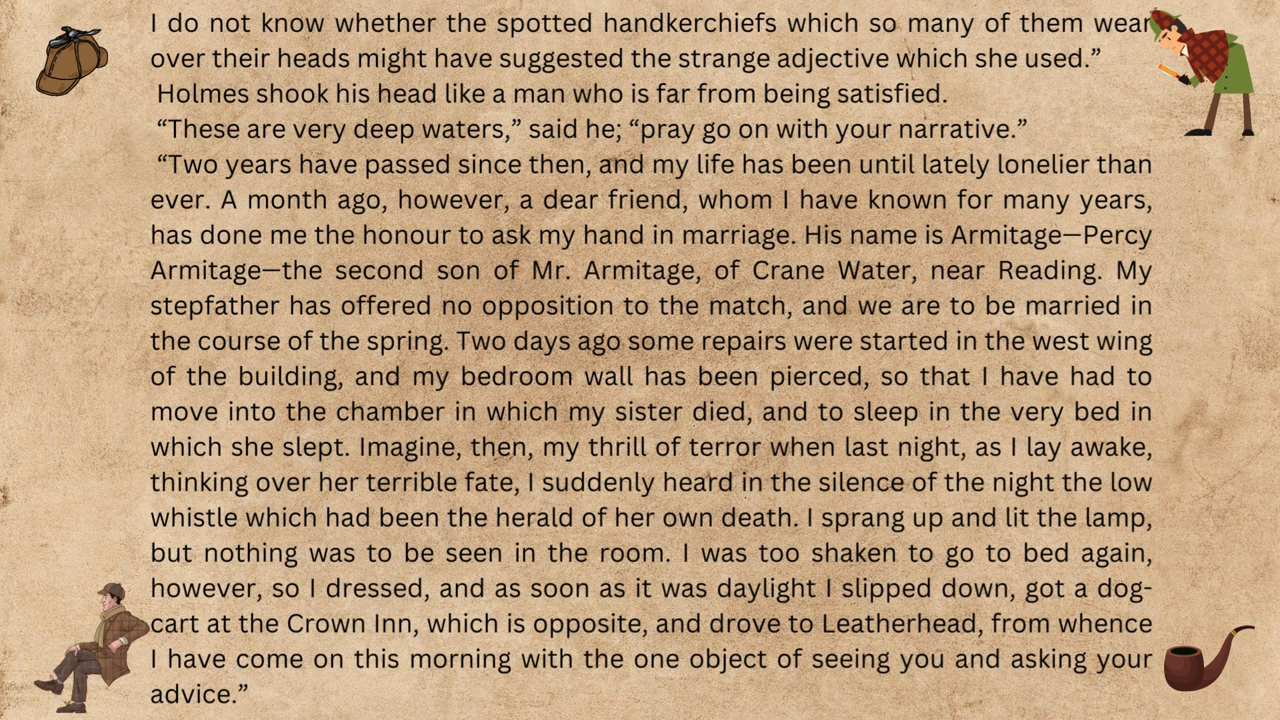 I do not know whether the spotted handkerchiefs which so many of them wear
over their heads might have suggested the strange adjective which she used.”
Holmes shook his head like a man who is far from being satisfied.
“These are very deep waters,” said he; “pray go on with your narrative.”
“Two years have passed since then, and my life has been until lately lonelier than
ever. A month ago, however, a dear friend, whom I have known for many years,
has done me the honour to ask my hand in marriage. His name is Armitage—Percy
Armitage—the second son of Mr. Armitage, of Crane Water, near Reading. My
stepfather has offered no opposition to the match, and we are to be married in
the course of the spring. Two days ago some repairs were started in the west wing
of the building, and my bedroom wall has been pierced, so that I have had to
move into the chamber in which my sister died, and to sleep in the very bed in
which she slept. Imagine, then, my thrill of terror when last night, as I lay awake,
thinking over her terrible fate, I suddenly heard in the silence of the night the low
whistle which had been the herald of her own death. I sprang up and lit the lamp,
but nothing was to be seen in the room. I was too shaken to go to bed again,
however, so I dressed, and as soon as it was daylight I slipped down, got a dog-
cart at the Crown Inn, which is opposite, and drove to Leatherhead, from whence
I have come on this morning with the one object of seeing you and asking your
advice.”